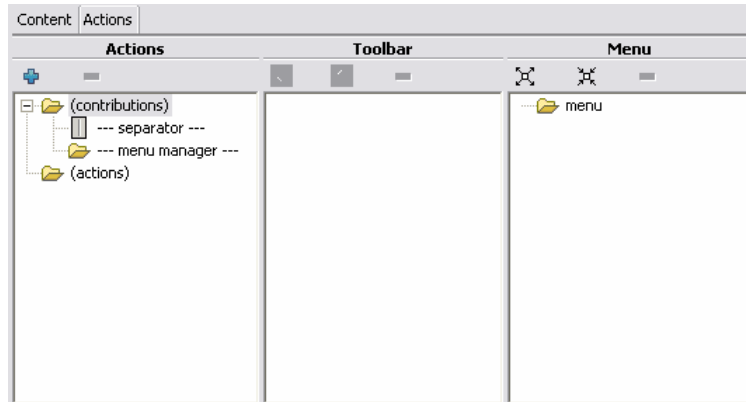 Content Actions
Actions Toolbar Menu
(contributions)
--- separator ---
--- menu manager ---
(actions)
menu